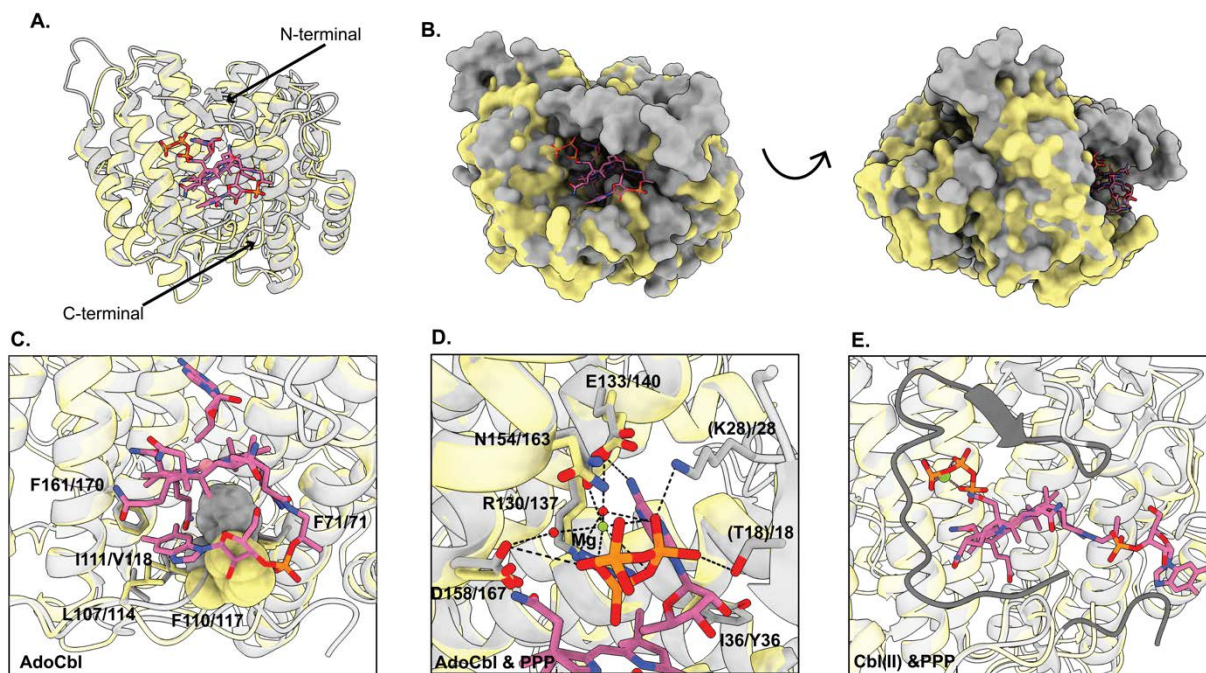 A.
N-terminal
C-terminal
B.
C.
F161/170
F71/71
I111/V118
L107/114
F110/117
AdoCbl
D.
E133/140
N154/163
(K28)/28
R130/137
Mg
(T18)/18
D158/167
I36/Y36
AdoCbl & PPP
E.
Cbl(II) &PPP